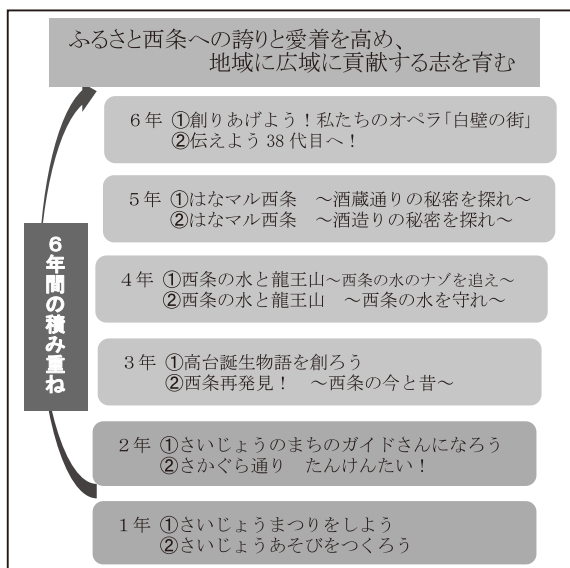 ふるさと西条への誇りと愛着を高め、
地域に広域に貢献する志を育む
6年 ①創りあげよう!私たちのオペラ「白壁の街」
②伝えよう 38 代目へ!
5年 ①はなマル西条 ～酒蔵通りの秘密を探れ～
②はなマル西条 ～酒造りの秘密を探れ～
6年間の積み重ね
4年 ①西条の水と龍王山～西条の水のナゾを追え～
②西条の水と龍王山 ～西条の水を守れ～
3年 ①高台誕生物語を創ろう
②西条再発見! ～西条の今と昔～
2年 ①さいじょうのまちのガイドさんになろう
②さかぐら通り たんけんたい!
1年 ①さいじょうまつりをしよう
②さいじょうあそびをつくろう